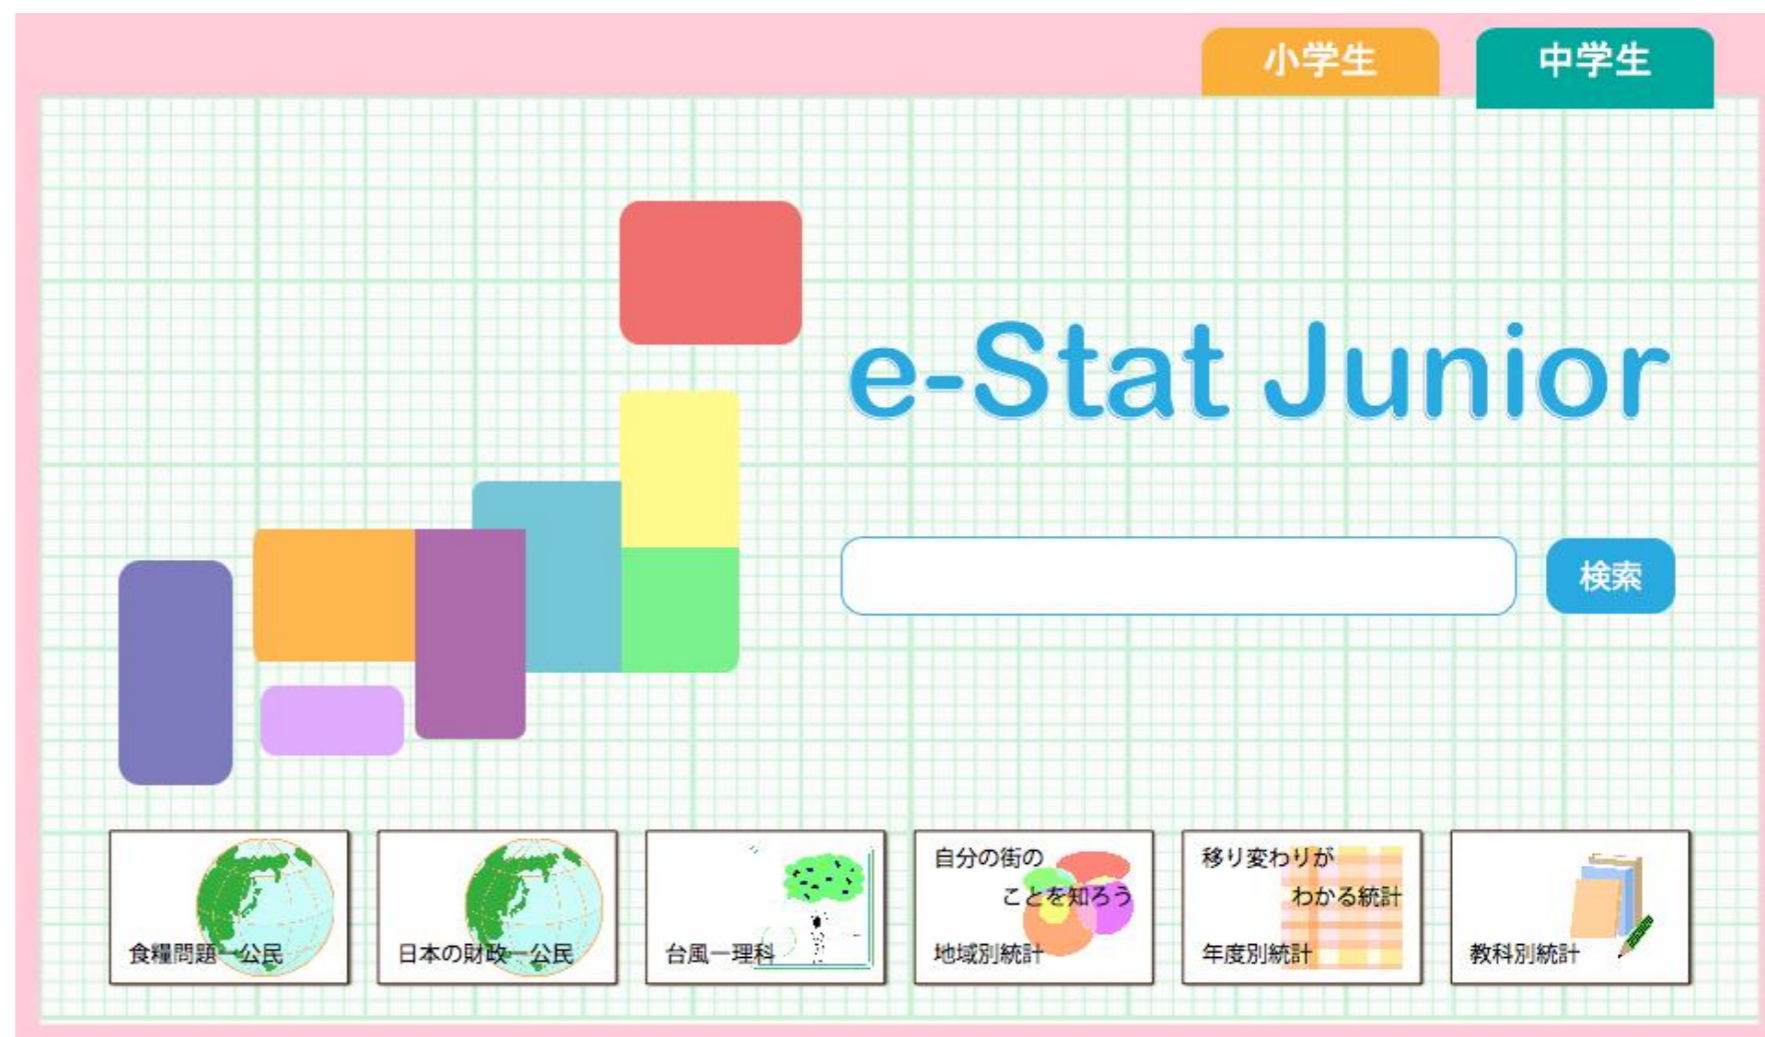 小学生
中学生
e-Stat Junior
検索
食糧問題ー公民
日本の財政ー公民
台風ー理科
自分の街の
ことを知ろう
地域別統計
移り変わりが
わかる統計
年度別統計
教科別統計